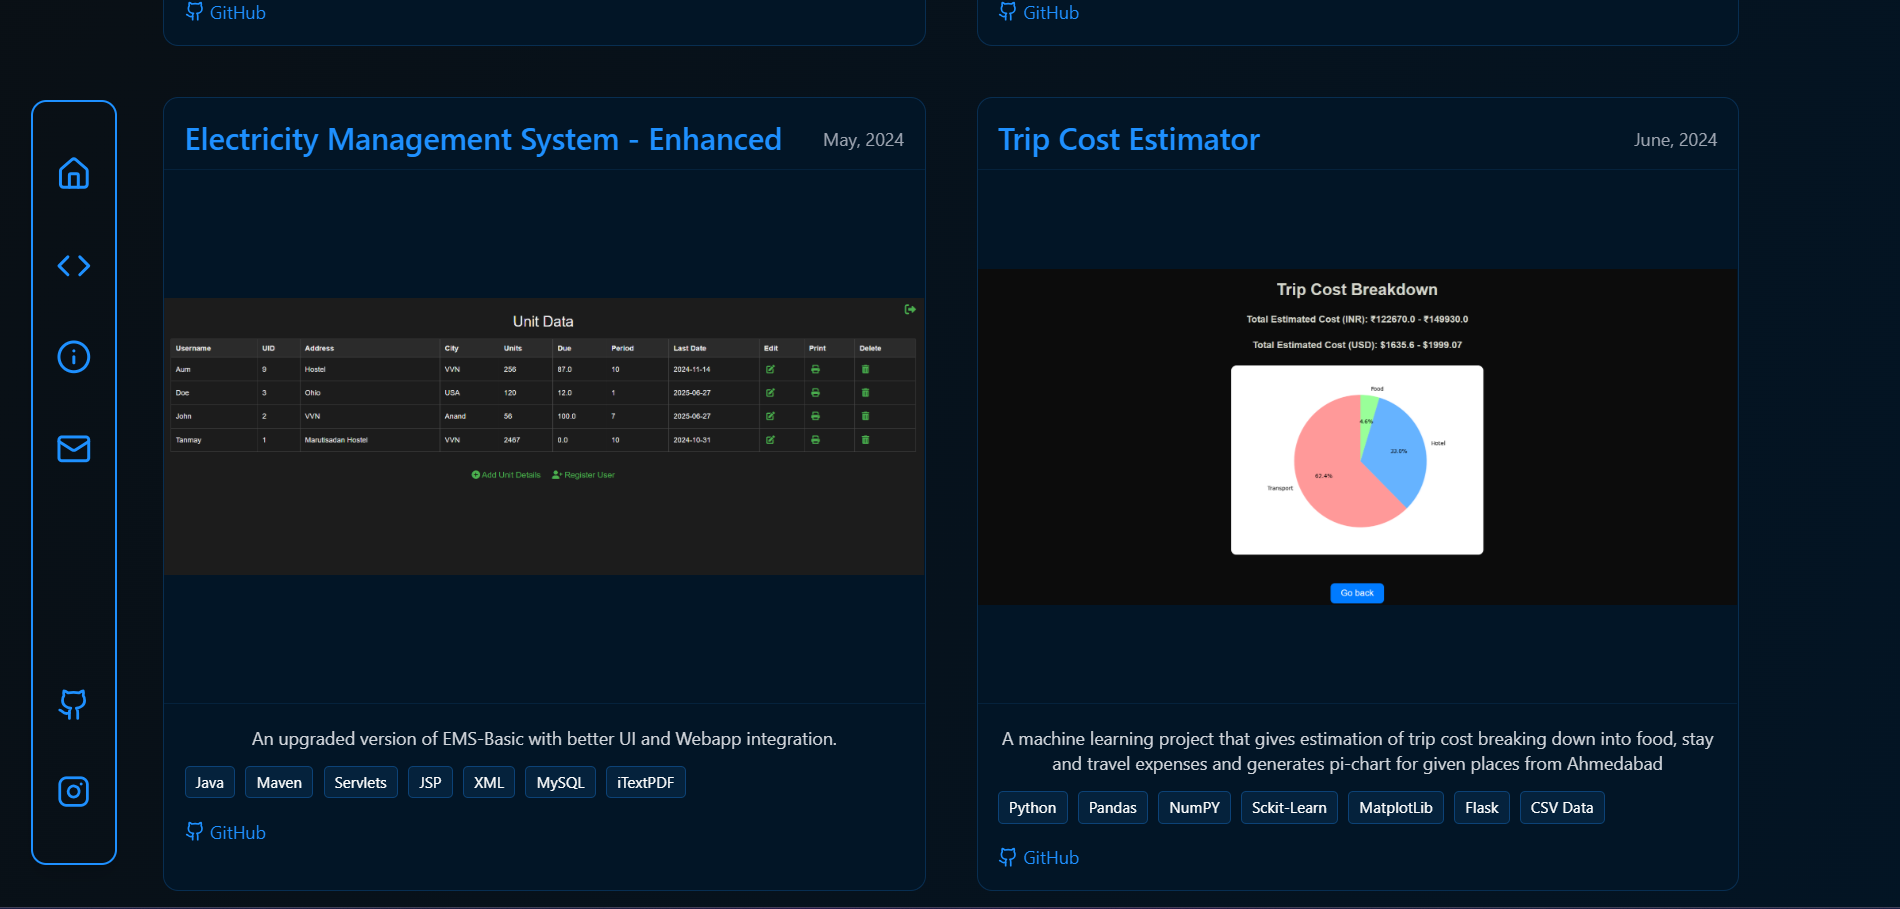 GitHub
GitHub
Electricity Management System - Enhanced
May, 2024
Unit Data
Username UID Address City Units Due Period Last Date Edit Print Delete
Aum 9 Hostel VVN 256 87.0 10 2024-11-14
Doe 3 Ohio USA 120 12.0 1 2025-06-27
John 2 VVN Anand 56 100.0 7 2025-06-27
Tanmay 1 Marutisadan Hostel VVN 2467 0.0 10 2024-10-31
Add Unit Details Register User
An upgraded version of EMS-Basic with better UI and Webapp integration.
Java Maven Servlets JSP XML MySQL iTextPDF
GitHub
Trip Cost Estimator
June, 2024
Trip Cost Breakdown
Total Estimated Cost (INR): ₹122670.0 - ₹149930.0
Total Estimated Cost (USD): $1635.6 - $1999.07
Food
4.6%
Hotel
33.0%
62.4%
Transport
Go back
A machine learning project that gives estimation of trip cost breaking down into food, stay
and travel expenses and generates pi-chart for given places from Ahmedabad
Python Pandas NumPY Sckit-Learn MatplotLib Flask CSV Data
GitHub